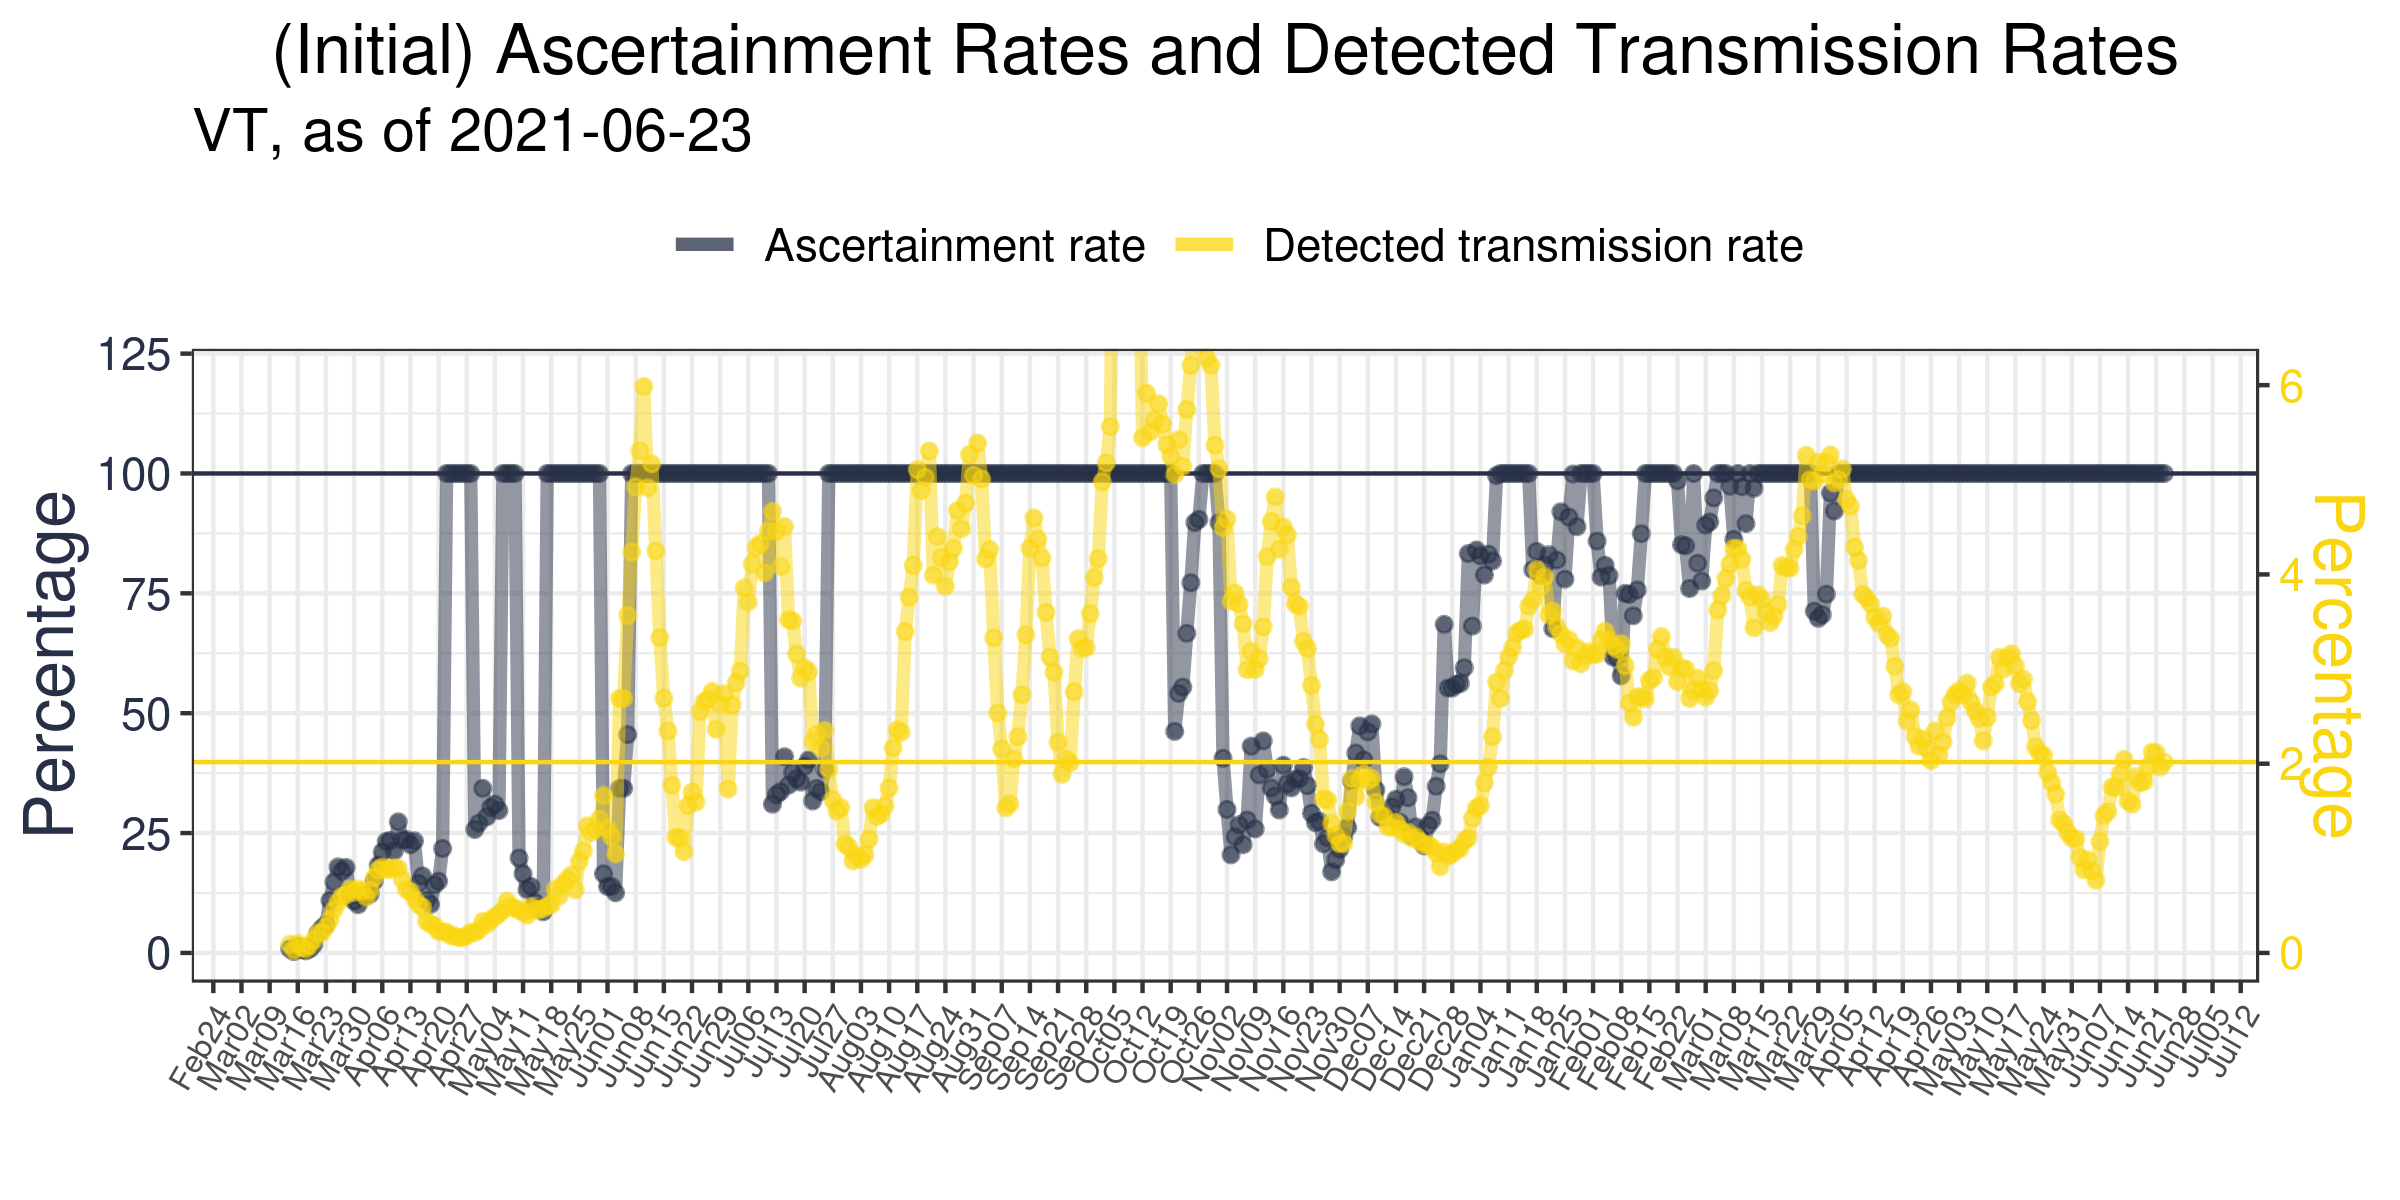 (Initial) Ascertainment Rates and Detected Transmission Rates
VT, as of 2021-06-23
Ascertainment rate
Detected transmission rate
Percentage
125
100
75
50
25
0
6
4
2
0
Percentage
Feb24
Mar02
Mar09
Mar16
Mar23
Mar30
Apr06
Apr13
Apr20
Apr27
May04
May11
May18
May25
Jun01
Jun08
Jun15
Jun22
Jun29
Jul06
Jul13
Jul20
Jul27
Aug03
Aug10
Aug17
Aug24
Aug31
Sep07
Sep14
Sep21
Sep28
Oct05
Oct12
Oct19
Oct26
Nov02
Nov09
Nov16
Nov23
Nov30
Dec07
Dec14
Dec21
Dec28
Jan04
Jan11
Jan18
Jan25
Feb01
Feb08
Feb15
Feb22
Mar01
Mar08
Mar15
Mar22
Mar29
Apr05
Apr12
Apr19
Apr26
May03
May10
May17
May24
May31
Jun07
Jun14
Jun21
Jun28
Jul05
Jul12